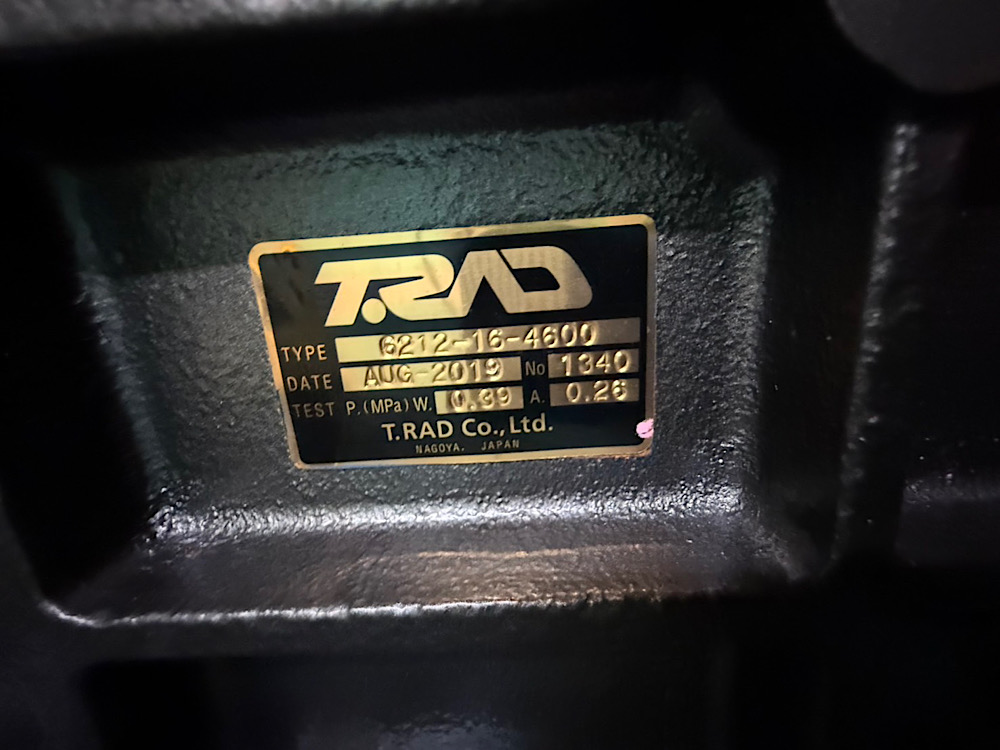 T.RAD
TYPE 6212-16-4600
DATE AUG-2019 No 1340
TEST P.(MPa) W. 0.39 A. 0.26
T.RAD Co.,Ltd.
NAGOYA, JAPAN